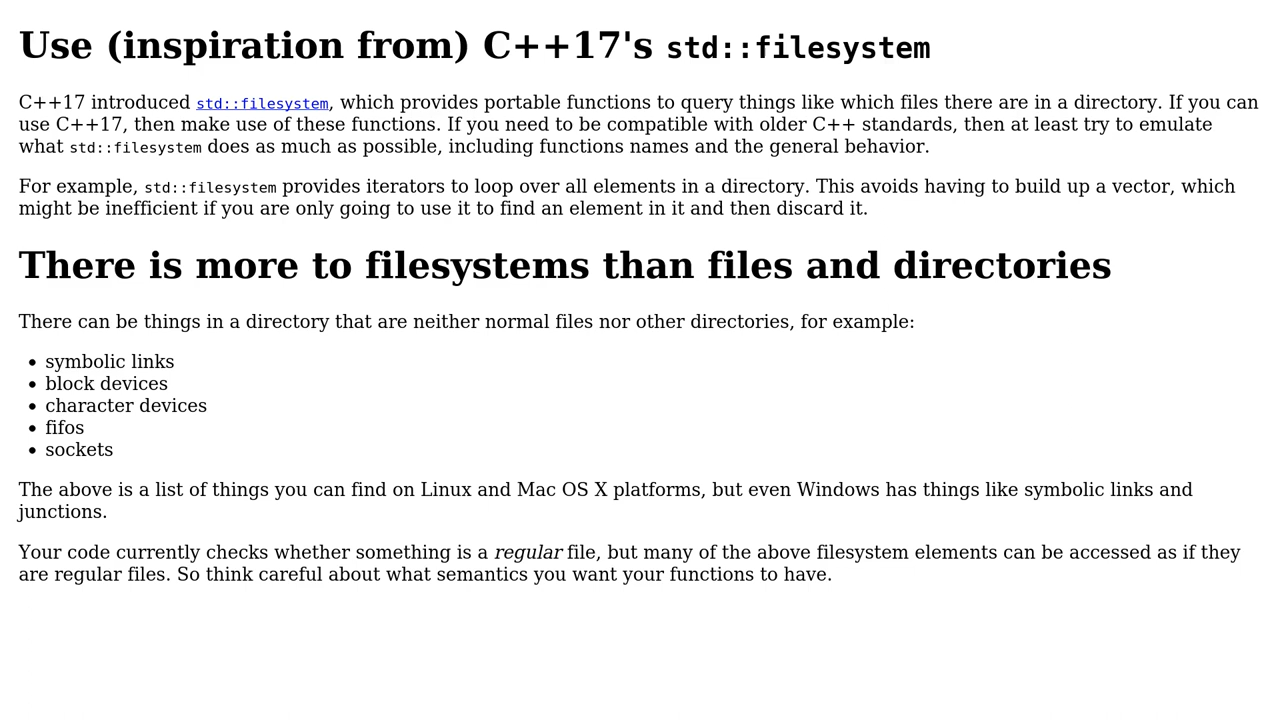 Use (inspiration from) C++17's std::filesystem
C++17 introduced std::filesystem, which provides portable functions to query things like which files there are in a directory. If you can
use C++17, then make use of these functions. If you need to be compatible with older C++ standards, then at least try to emulate
what std::filesystem does as much as possible, including functions names and the general behavior.
For example, std::filesystem provides iterators to loop over all elements in a directory. This avoids having to build up a vector, which
might be inefficient if you are only going to use it to find an element in it and then discard it.
There is more to filesystems than files and directories
There can be things in a directory that are neither normal files nor other directories, for example:
• symbolic links
• block devices
• character devices
• fifos
• sockets
The above is a list of things you can find on Linux and Mac OS X platforms, but even Windows has things like symbolic links and
junctions.
Your code currently checks whether something is a regular file, but many of the above filesystem elements can be accessed as if they
are regular files. So think careful about what semantics you want your functions to have.